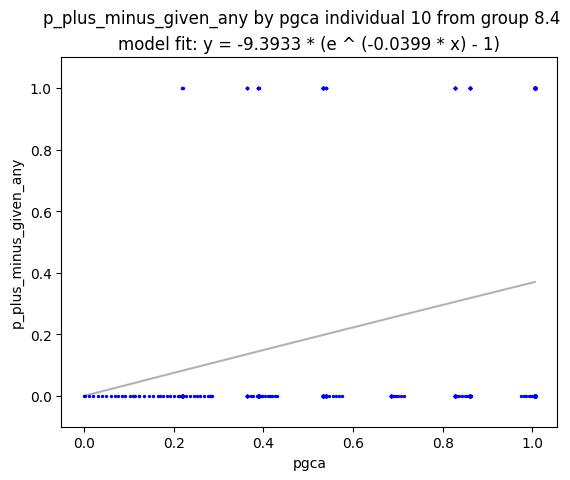 p_plus_minus_given_any by pgca individual 10 from group 8.4
model fit: y = -9.3933 * (e ^ (-0.0399 * x) - 1)
1.0
0.8
0.6
0.4
0.2
0.0
p_plus_minus_given_any
0.0 0.2 0.4 0.6 0.8 1.0
pgca